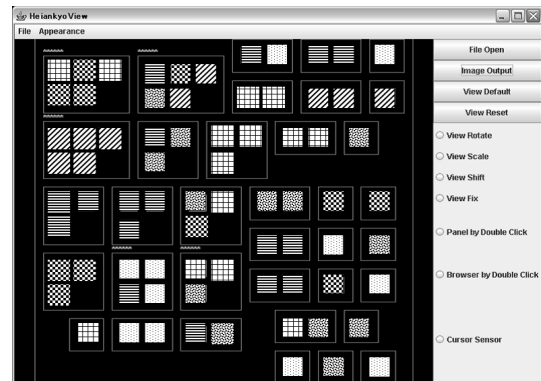 HeiankyoView
File Appearance
File Open
Image Output
View Default
View Reset
View Rotate
View Scale
View Shift
View Fix
Panel by Double Click
Browser by Double Click
Cursor Sensor